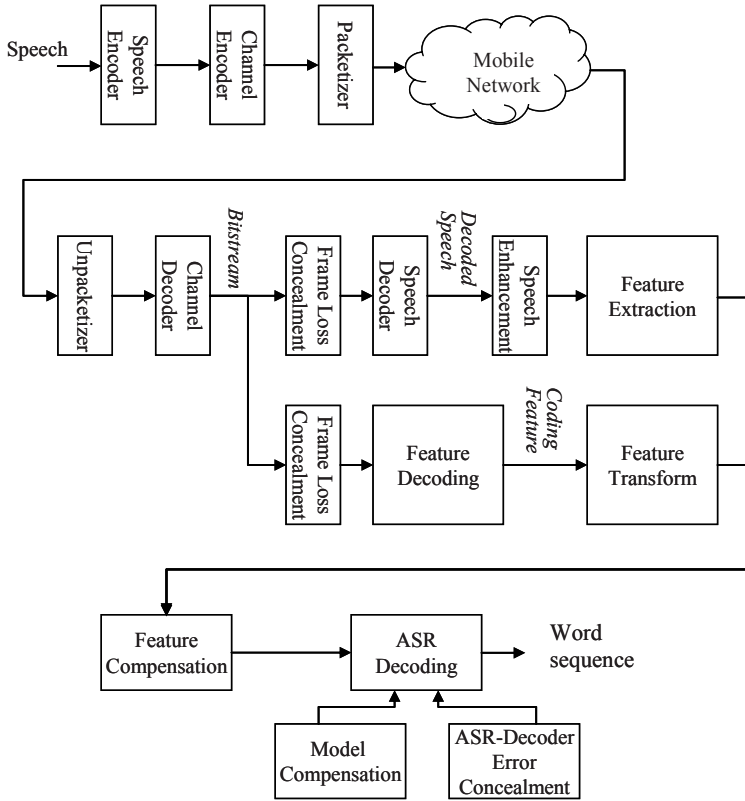 Speech
Speech
Encoder
Channel
Encoder
Packetizer
Mobile
Network
Unpacketizer
Channel
Decoder
Bitstream
Frame Loss
Concealment
Speech
Decoder
Decoded
Speech
Speech
Enhancement
Feature
Extraction
Frame Loss
Concealment
Feature
Decoding
Coding
Feature
Feature
Transform
Feature
Compensation
ASR
Decoding
Word
sequence
Model
Compensation
ASR-Decoder
Error
Concealment